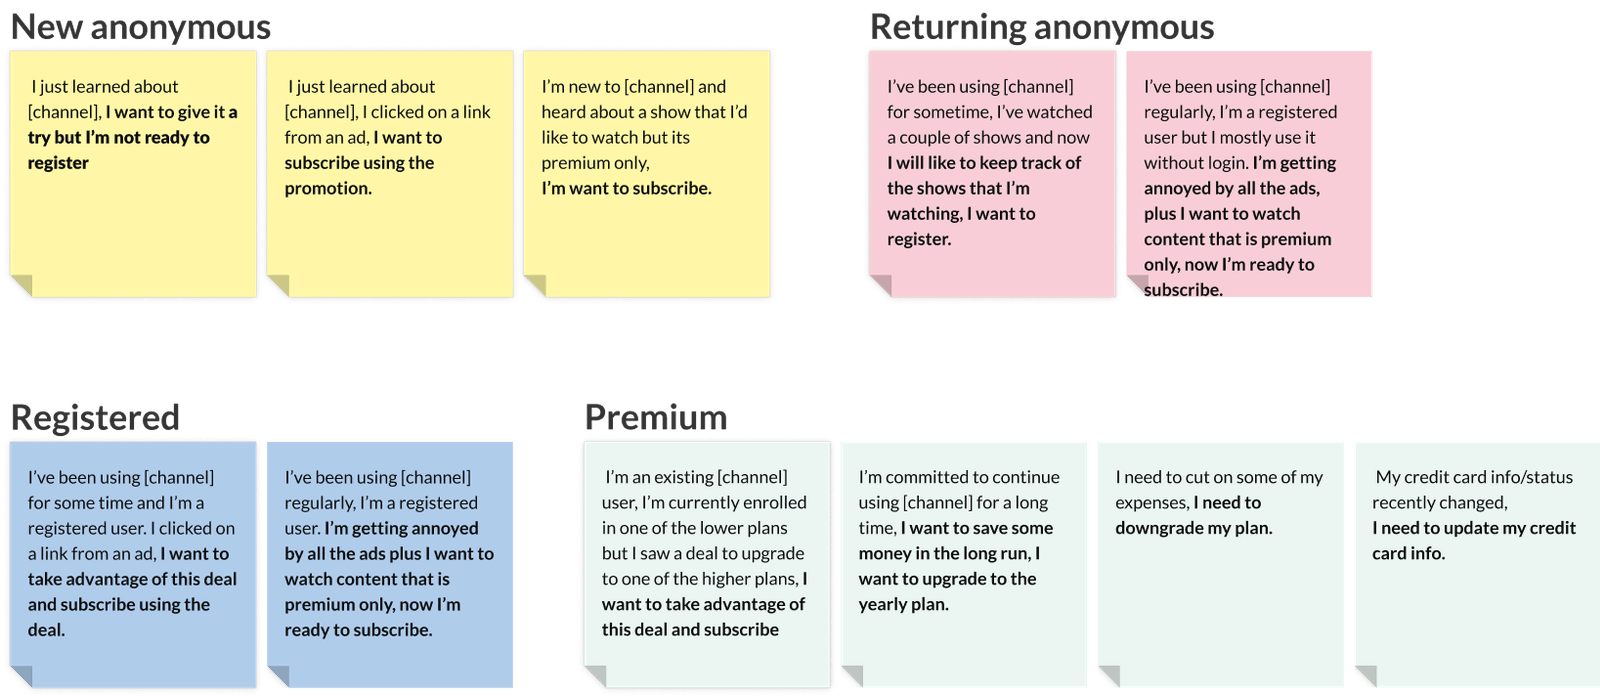 New anonymous
I just learned about
[channel], I want to give it a
try but I'm not ready to
register
I just learned about
[channel], I clicked on a link
from an ad, I want to
subscribe using the
promotion.
I'm new to [channel] and
heard about a show that I'd
like to watch but its
premium only,
I'm want to subscribe.
Returning anonymous
I've been using [channel]
for sometime, I've watched
a couple of shows and now
I will like to keep track of
the shows that I'm
watching, I want to
register.
I've been using [channel]
regularly, I'm a registered
user but I mostly use it
without login. I'm getting
annoyed by all the ads,
plus I want to watch
content that is premium
only, now I'm ready to
subscribe.
Registered
I've been using [channel]
for some time and I'm a
registered user. I clicked on
a link from an ad, I want to
take advantage of this deal
and subscribe using the
deal.
I've been using [channel]
regularly, I'm a registered
user. I'm getting annoyed
by all the ads plus I want to
watch content that is
premium only, now I'm
ready to subscribe.
Premium
I'm an existing [channel]
user, I'm currently enrolled
in one of the lower plans
but I saw a deal to upgrade
to one of the higher plans, I
want to take advantage of
this deal and subscribe
I'm committed to continue
using [channel] for a long
time, I want to save some
money in the long run, I
want to upgrade to the
yearly plan.
I need to cut on some of my
expenses, I need to
downgrade my plan.
My credit card info/status
recently changed,
I need to update my credit
card info.